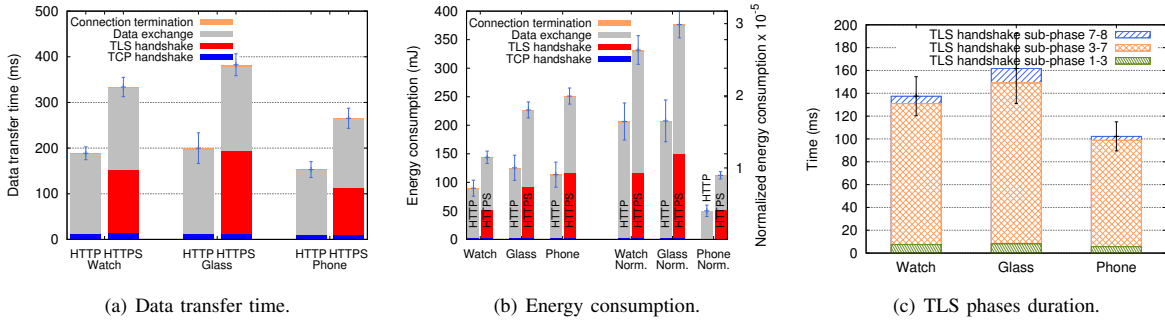 500
400
300
200
100
0
Data transfer time (ms)
Connection termination
Data exchange
TLS handshake
TCP handshake
HTTP HTTPS HTTP HTTPS HTTP HTTPS
Watch Glass Phone
(a) Data transfer time.
400
350
300
250
200
150
100
50
0
Energy consumption (mJ)
Connection termination
Data exchange
TLS handshake
TCP handshake
HTTP
HTTPS
HTTP
HTTPS
HTTP
HTTPS
HTTP
HTTPS
HTTP
HTTPS
HTTP
HTTPS
Watch Glass Phone Watch Glass Phone
Norm. Norm. Norm.
3
2
1
0
Normalized energy consumption x 10⁻⁵
(b) Energy consumption.
200
180
160
140
120
100
80
60
40
20
0
Time (ms)
TLS handshake sub-phase 7-8
TLS handshake sub-phase 3-7
TLS handshake sub-phase 1-3
Watch Glass Phone
(c) TLS phases duration.